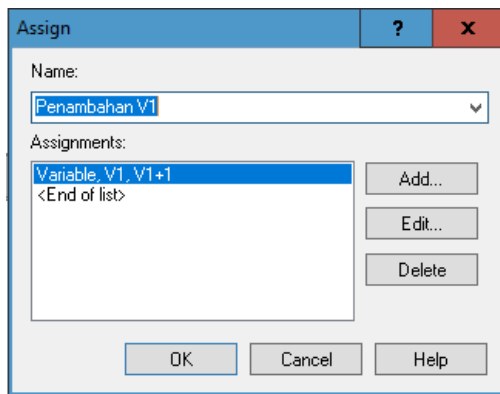 Assign ? x
Name:
Penambahan V1
Assignments:
Variable, V1, V1+1
<End of list>
Add...
Edit...
Delete
OK Cancel Help